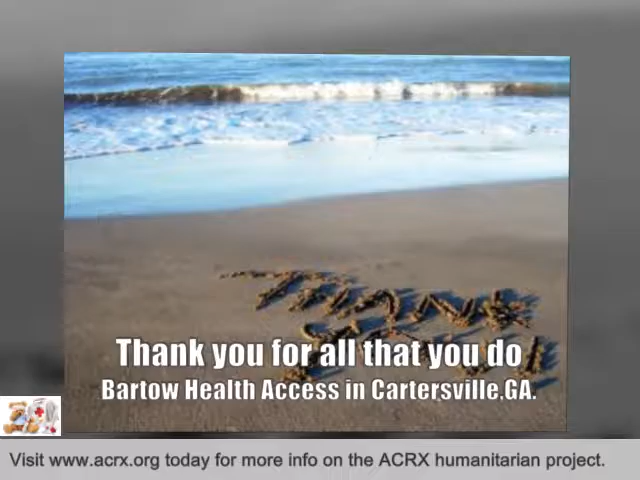 THANK
YOU!
Thank you for all that you do
Bartow Health Access in Cartersville,GA.
Visit www.acrx.org today for more info on the ACRX humanitarian project.